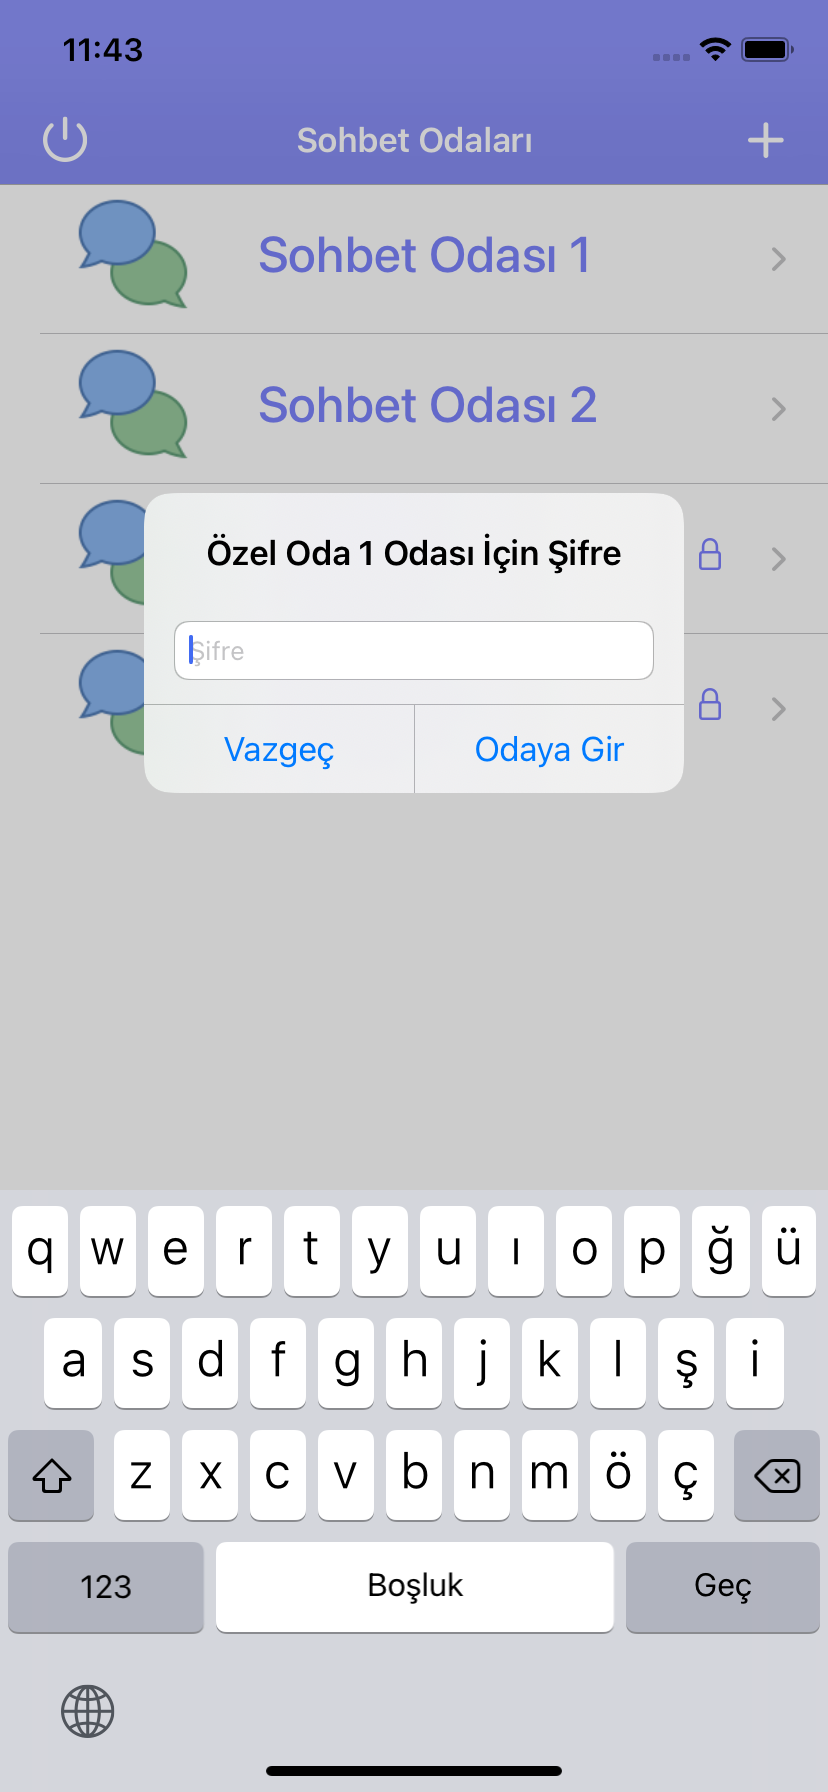 11:43
Sohbet Odaları
Sohbet Odası 1
Sohbet Odası 2
Özel Oda 1 Odası İçin Şifre
Şifre
Vazgeç Odaya Gir
q w e r t y u ı o p ğ ü
a s d f g h j k l ş i
z x c v b n m ö ç
123 Boşluk Geç